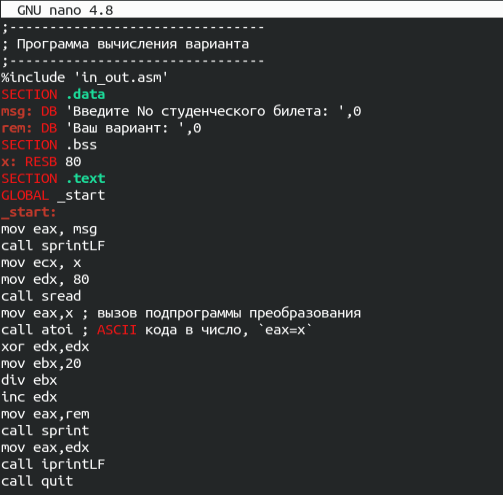 GNU nano 4.8
;--------------------------------
; Программа вычисления варианта
;--------------------------------
%include 'in_out.asm'
SECTION .data
msg: DB 'Введите No студенческого билета: ',0
rem: DB 'Ваш вариант: ',0
SECTION .bss
x: RESB 80
SECTION .text
GLOBAL _start
_start:
mov eax, msg
call sprintLF
mov ecx, x
mov edx, 80
call sread
mov eax,x ; вызов подпрограммы преобразования
call atoi ; ASCII кода в число, `eax=x`
xor edx,edx
mov ebx,20
div ebx
inc edx
mov eax,rem
call sprint
mov eax,edx
call iprintLF
call quit